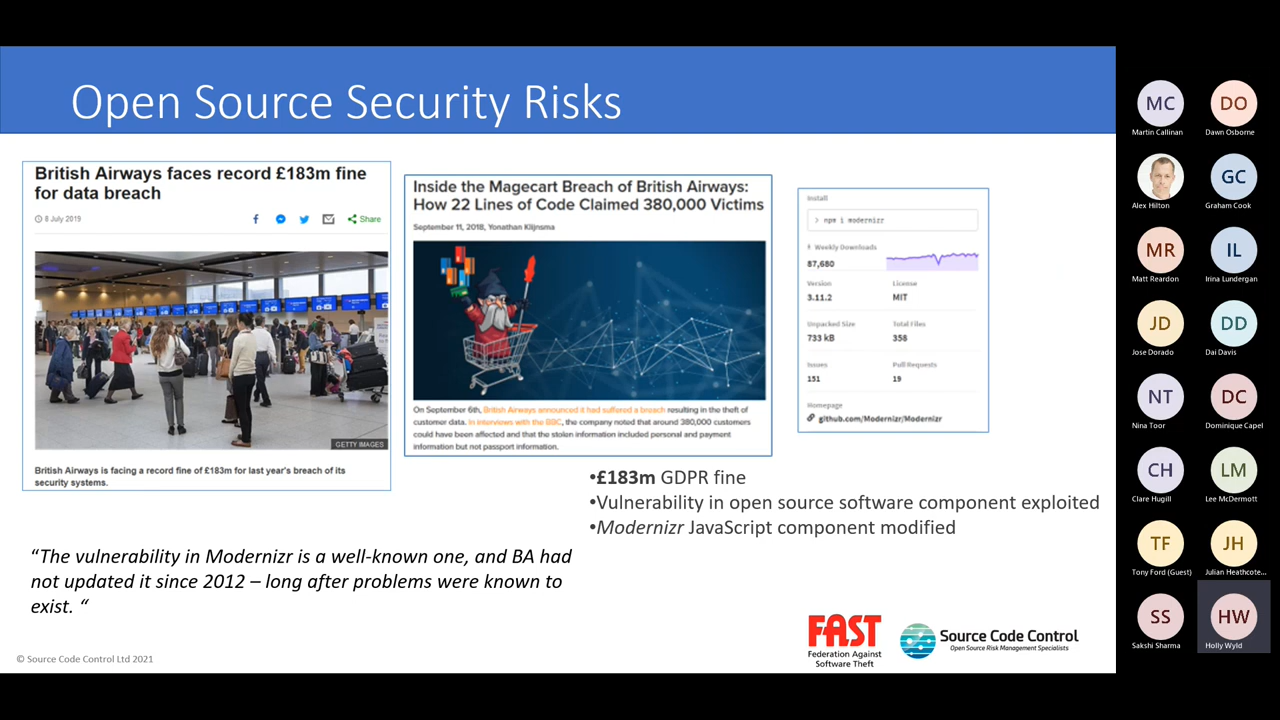 Open Source Security Risks
British Airways faces record £183m fine
for data breach
8 July 2019
Share
GETTY IMAGES
British Airways is facing a record fine of £183m for last year's breach of its
security systems.
Inside the Magecart Breach of British Airways:
How 22 Lines of Code Claimed 380,000 Victims
September 11, 2018, Yonathan Klijnsma
On September 6th, British Airways announced it had suffered a breach resulting in the theft of
customer data. In interviews with the BBC, the company noted that around 380,000 customers
could have been affected and that the stolen information included personal and payment
information but not passport information.
Install
> npm i modernizr
Weekly Downloads
87,680
Version License
3.11.2 MIT
Unpacked Size Total Files
733 kB 358
Issues Pull Requests
151 19
Homepage
github.com/Modernizr/Modernizr
•£183m GDPR fine
•Vulnerability in open source software component exploited
•Modernizr JavaScript component modified
“The vulnerability in Modernizr is a well-known one, and BA had
not updated it since 2012 – long after problems were known to
exist. “
FAST
Federation Against
Software Theft
Source Code Control
Open Source Risk Management Specialists
© Source Code Control Ltd 2021
MC DO
Martin Callinan Dawn Osborne
GC
Alex Hilton Graham Cook
MR IL
Matt Reardon Irina Lundergan
JD DD
Jose Dorado Dai Davis
NT DC
Nina Toor Dominique Capel
CH LM
Clare Hugill Lee McDermott
TF JH
Tony Ford (Guest) Julian Heathcote...
SS HW
Sakshi Sharma Holly Wyld